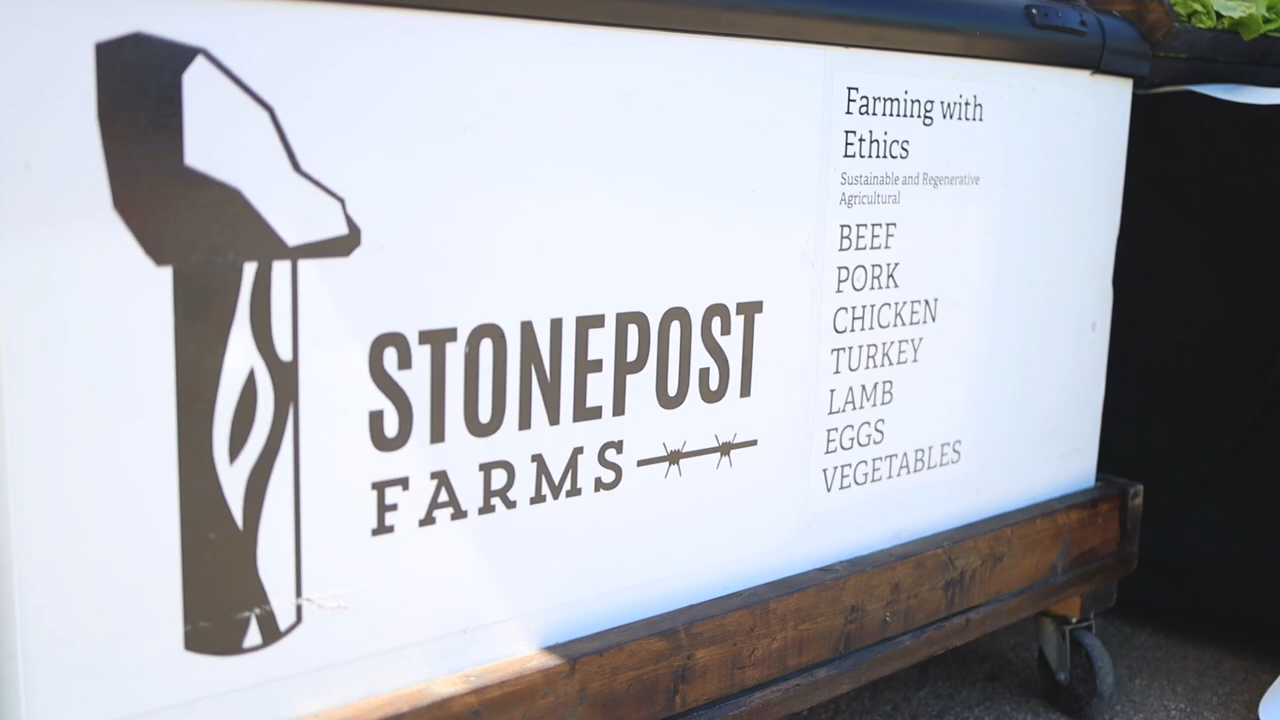 STONEPOST
FARMS
Farming with
Ethics
Sustainable and Regenerative
Agricultural
BEEF
PORK
CHICKEN
TURKEY
LAMB
EGGS
VEGETABLES